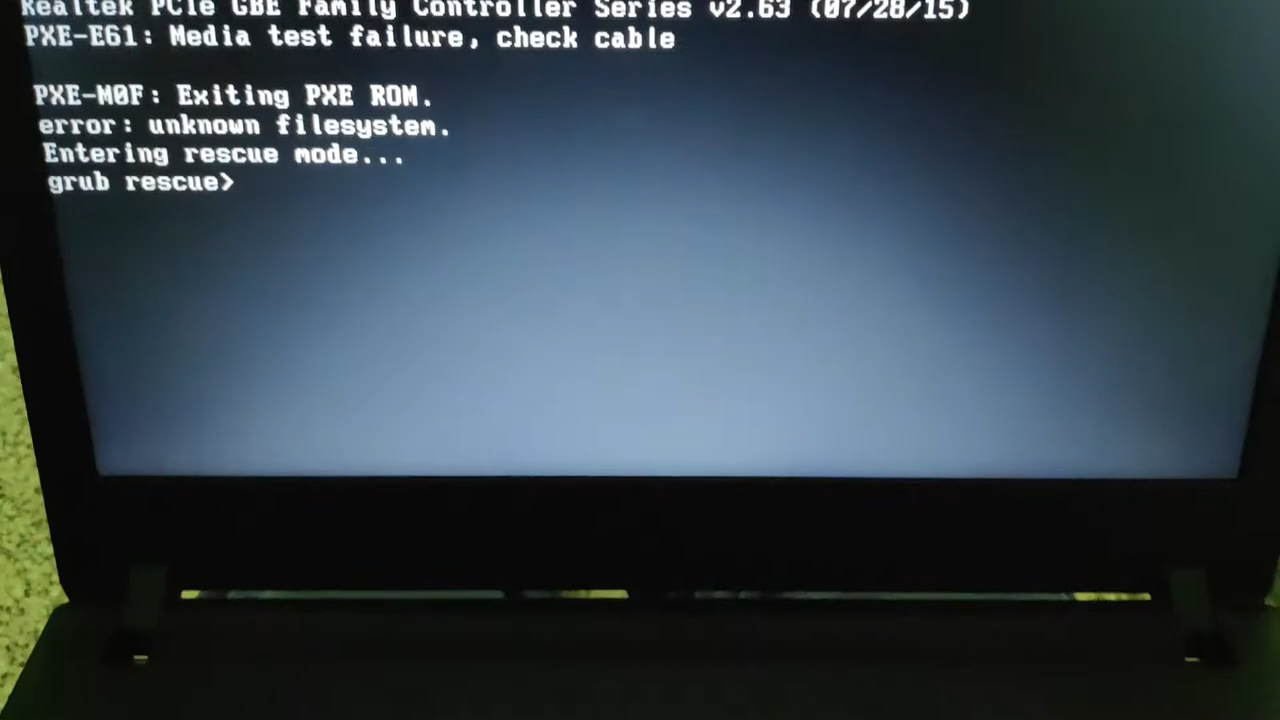 Realtek PCIe GBE Family Controller Series v2.63 (07/28/15)
PXE-E61: Media test failure, check cable
PXE-M0F: Exiting PXE ROM.
error: unknown filesystem.
Entering rescue mode...
grub rescue>